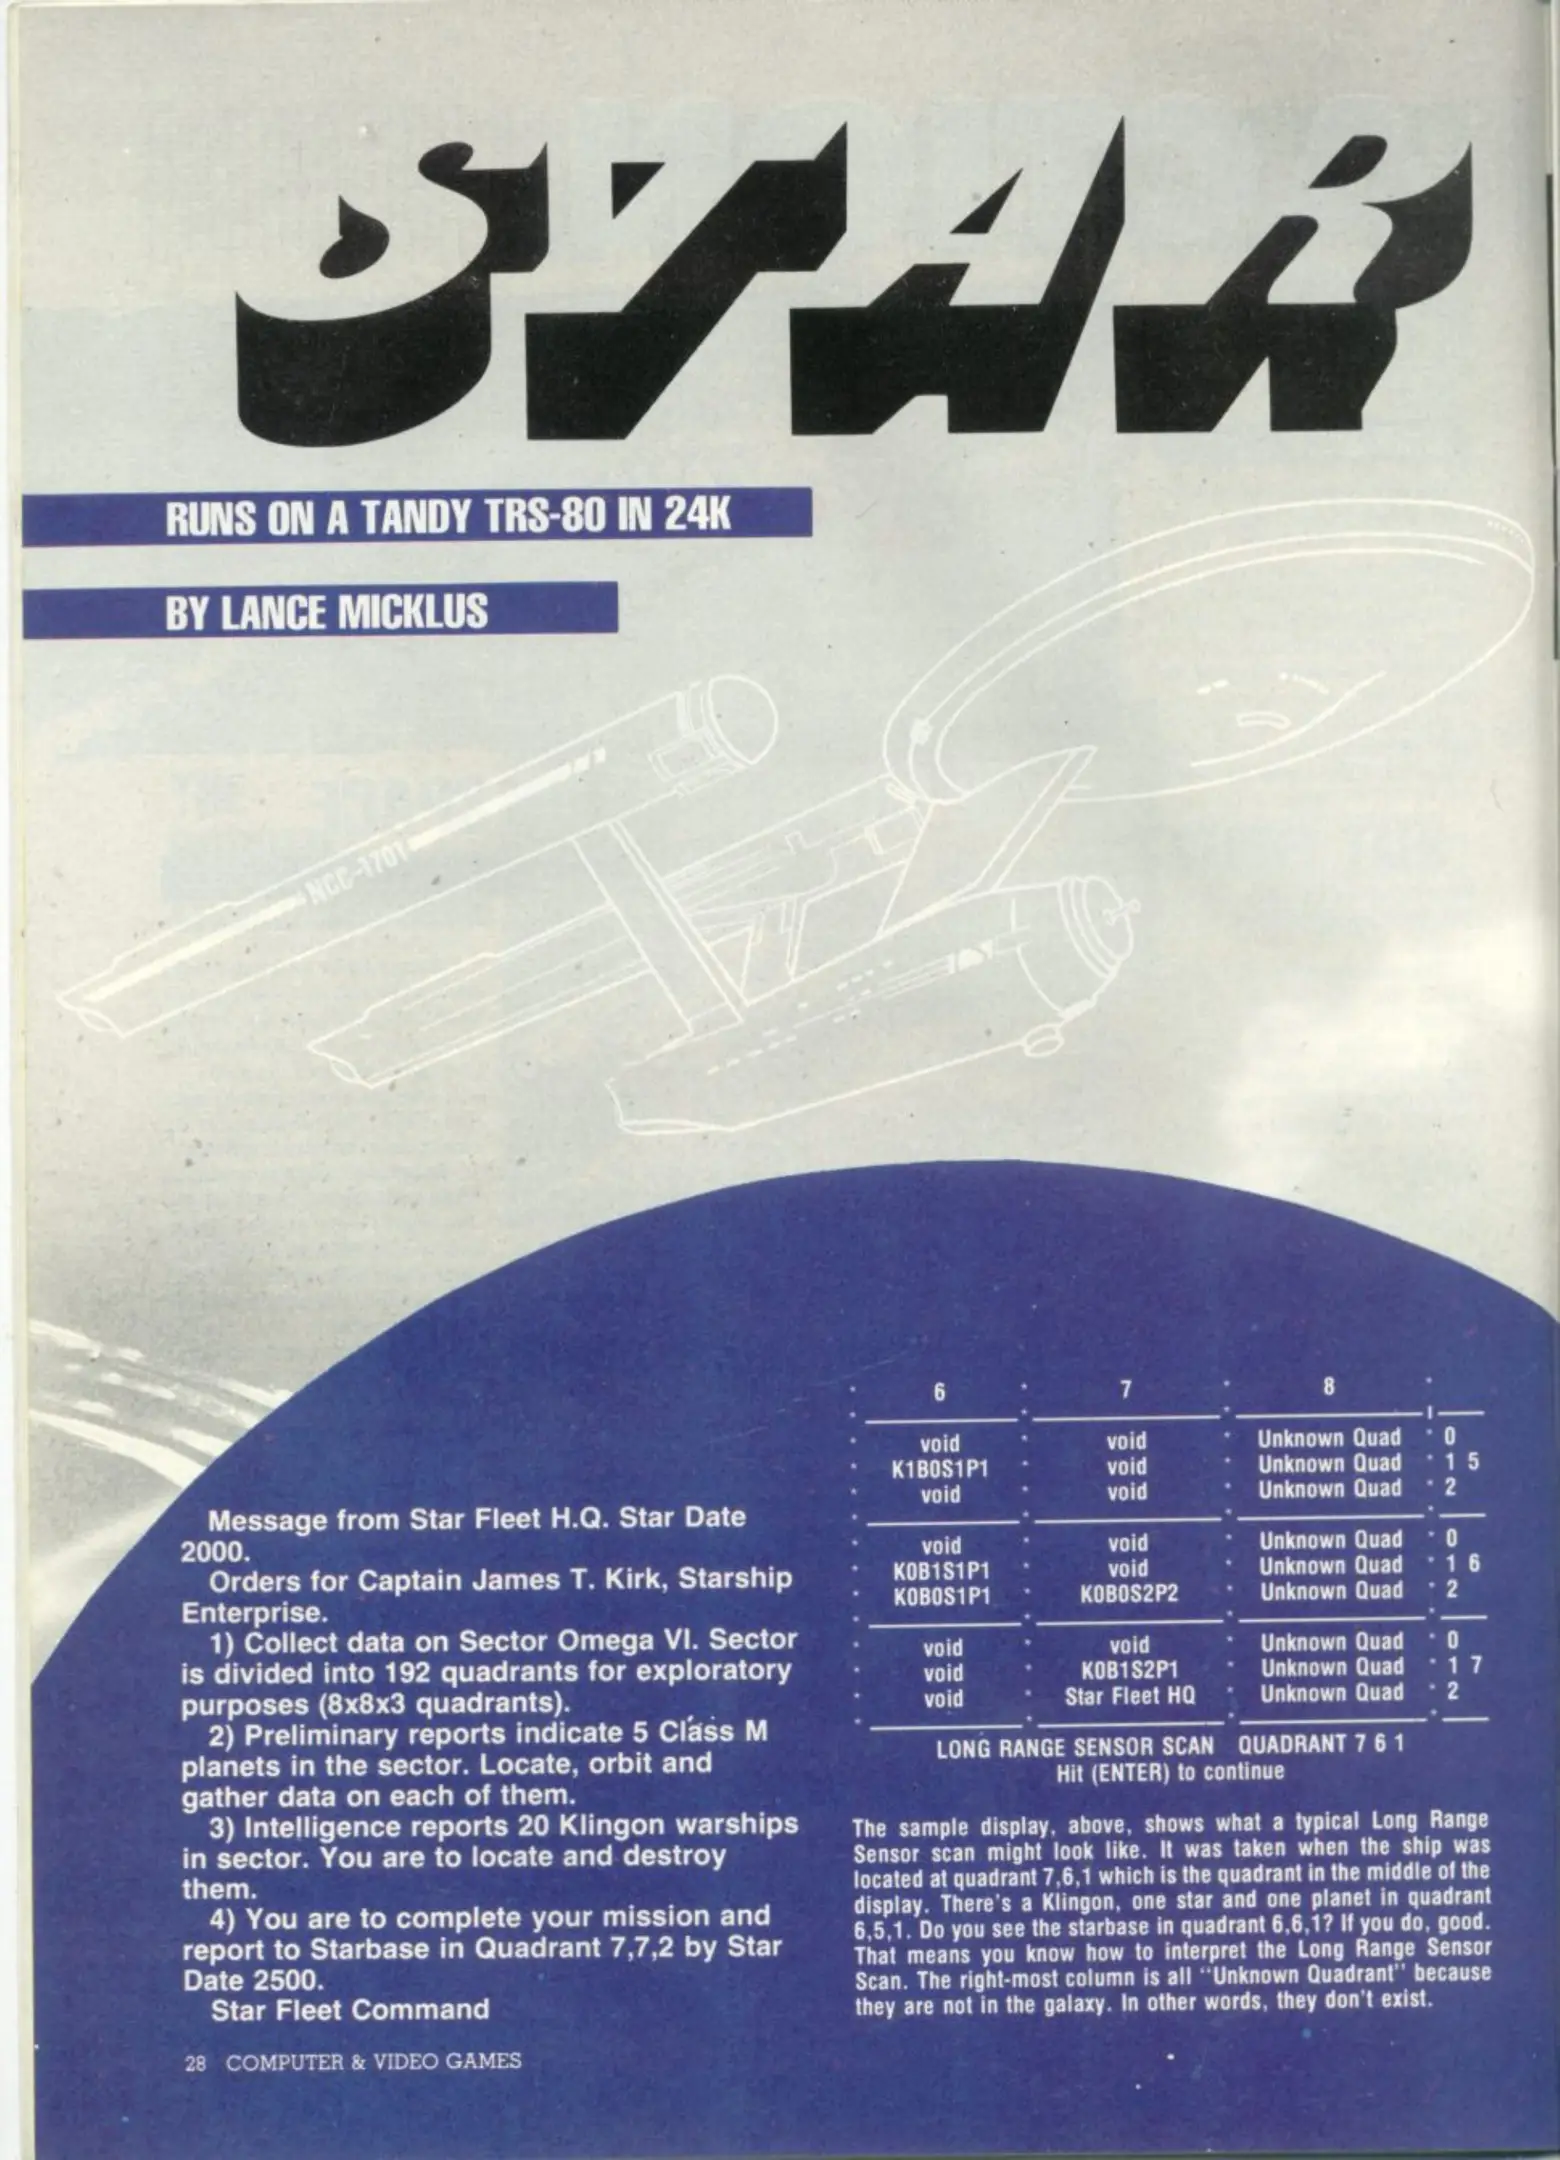 STAR
RUNS ON A TANDY TRS-80 IN 24K
BY LANCE MICKLUS
NCC-1701
Message from Star Fleet H.Q. Star Date
2000.
Orders for Captain James T. Kirk, Starship
Enterprise.
1) Collect data on Sector Omega VI. Sector
is divided into 192 quadrants for exploratory
purposes (8x8x3 quadrants).
2) Preliminary reports indicate 5 Class M
planets in the sector. Locate, orbit and
gather data on each of them.
3) Intelligence reports 20 Klingon warships
in sector. You are to locate and destroy
them.
4) You are to complete your mission and
report to Starbase in Quadrant 7,7,2 by Star
Date 2500.
Star Fleet Command
6 7 8
void void Unknown Quad 0
K1B0S1P1 void Unknown Quad 1 5
void void Unknown Quad 2
void void Unknown Quad 0
K0B1S1P1 void Unknown Quad 1 6
K0B0S1P1 K0B0S2P2 Unknown Quad 2
void void Unknown Quad 0
void K0B1S2P1 Unknown Quad 1 7
void Star Fleet HQ Unknown Quad 2
LONG RANGE SENSOR SCAN QUADRANT 7 6 1
Hit (ENTER) to continue
The sample display, above, shows what a typical Long Range
Sensor scan might look like. It was taken when the ship was
located at quadrant 7,6,1 which is the quadrant in the middle of the
display. There's a Klingon, one star and one planet in quadrant
6,5,1. Do you see the starbase in quadrant 6,6,1? If you do, good.
That means you know how to interpret the Long Range Sensor
Scan. The right-most column is all "Unknown Quadrant" because
they are not in the galaxy. In other words, they don't exist.
28 COMPUTER & VIDEO GAMES